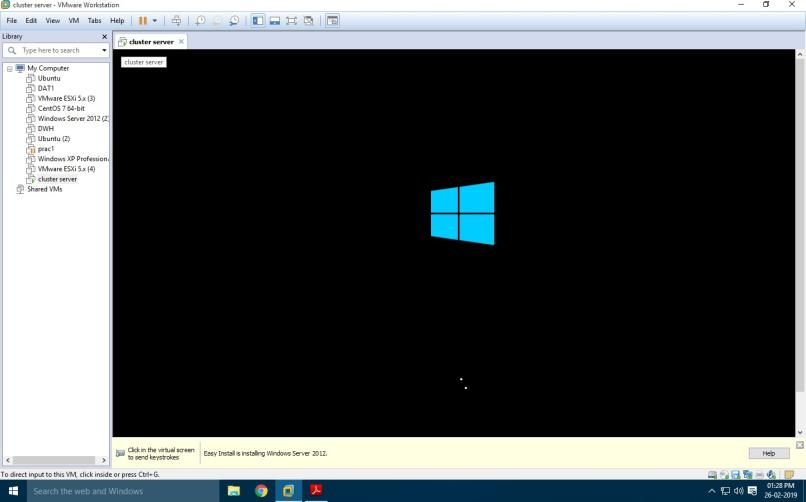 cluster server - VMware Workstation
File Edit View VM Tabs Help
Library
Type here to search
My Computer
Ubuntu
DAT1
VMware ESXi 5.x (3)
CentOS 7 64-bit
Windows Server 2012 (2)
DWH
Ubuntu (2)
prac1
Windows XP Profession
VMware ESXi 5.x (4)
cluster server
Shared VMs
cluster server
cluster server
Click in the virtual screen
to send keystrokes
Easy Install is installing Windows Server 2012.
Help
To direct input to this VM, click inside or press Ctrl+G.
Search the web and Windows
01:28 PM
26-02-2019